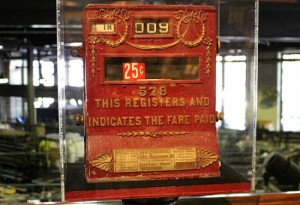 IN 009
25¢
528
THIS REGISTERS AND
INDICATES THE FARE PAID